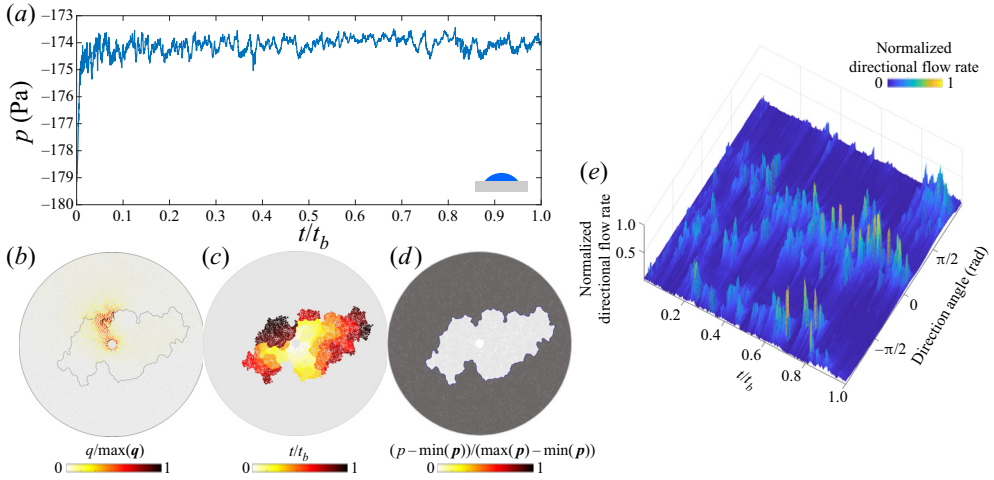 (a)
−173
−174
−175
−176
−177
−178
−179
−180
p (Pa)
0 0.1 0.2 0.3 0.4 0.5 0.6 0.7 0.8 0.9 1.0
t/t_b
(b)
(c)
(d)
q/max(q)
0 1
t/t_b
0 1
(p − min(p))/(max(p) − min(p))
0 1
(e)
Normalized
directional flow rate
0 1
Normalized
directional flow rate
1.0
0.5
0.2
0.4
0.6
0.8
1.0
t/t_b
−π/2
0
π/2
Direction angle (rad)